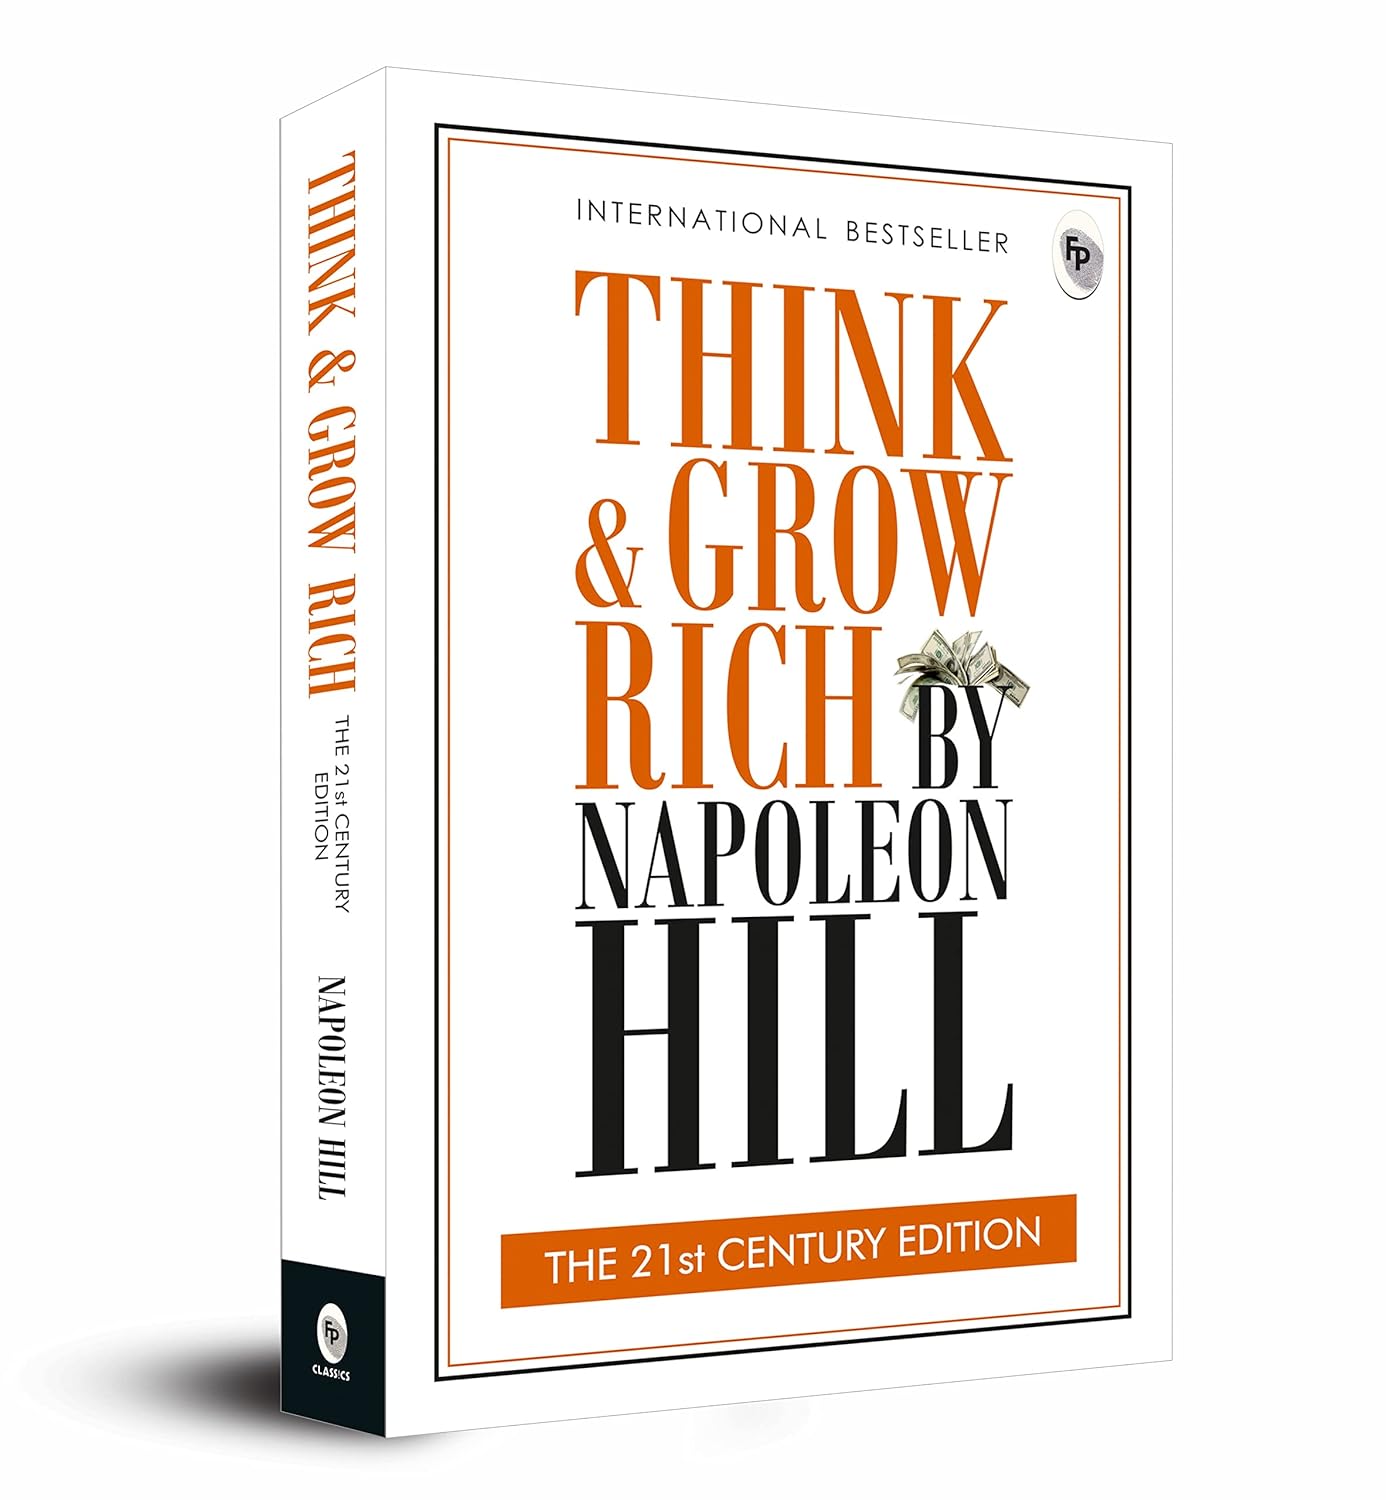 INTERNATIONAL BESTSELLER
FP
THINK
& GROW
RICH BY
NAPOLEON
HILL
THE 21st CENTURY EDITION
THINK & GROW RICH
THE 21st CENTURY
EDITION
NAPOLEON HILL
FP
CLASSICS